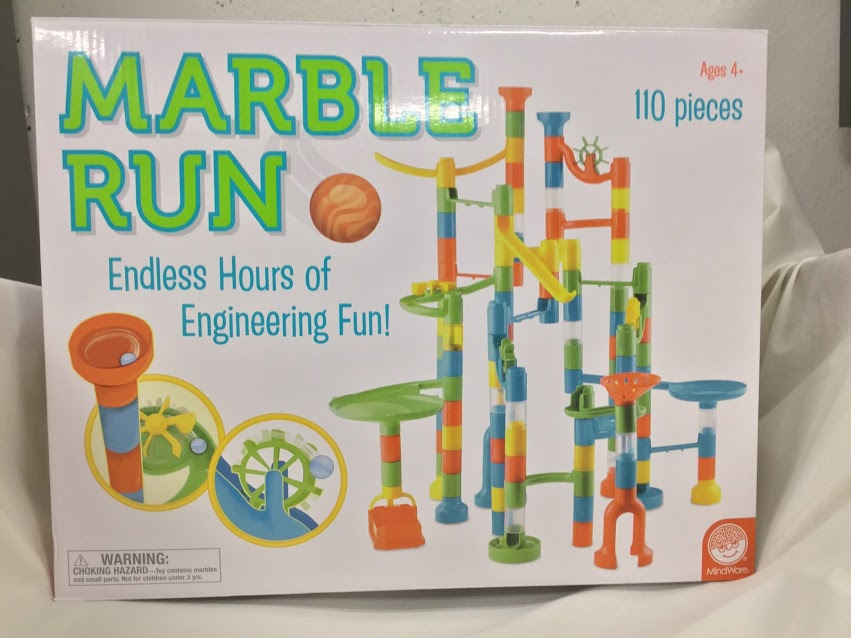 MARBLE
RUN
Ages 4+
110 pieces
Endless Hours of
Engineering Fun!
WARNING:
CHOKING HAZARD—Toy contains marbles
and small parts. Not for children under 3 yrs.
MindWare®